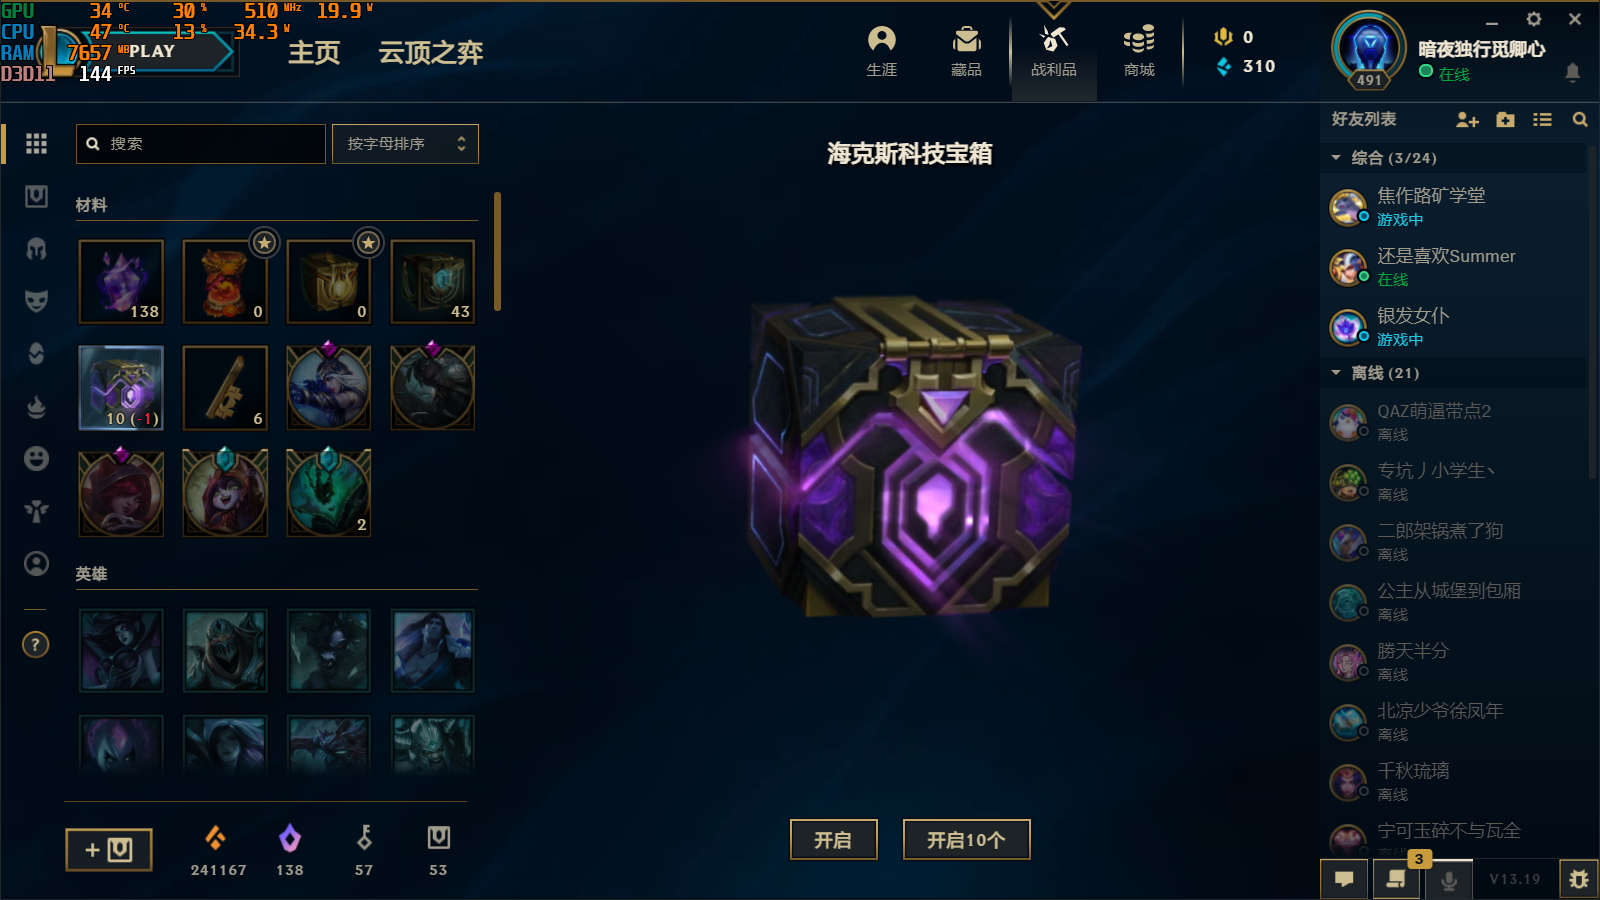 GPU 34 °C 30 % 510 MHz 19.9 W
CPU 47 °C 13 % 34.3 W
RAM 7657 MB
D3D11 144 FPS
PLAY
主页
云顶之弈
生涯
藏品
战利品
商城
0
310
491
暗夜独行觅卿心
在线
搜索
按字母排序
材料
138
0
0
43
10 (-1)
6
2
英雄
?
241167
138
57
53
海克斯科技宝箱
开启
开启10个
好友列表
综合 (3/24)
焦作路矿学堂
游戏中
还是喜欢Summer
在线
银发女仆
游戏中
离线 (21)
QAZ萌逼带点2
离线
专坑丿小学生丶
离线
二郎架锅煮了狗
离线
公主从城堡到包厢
离线
勝天半分
离线
北凉少爷徐凤年
离线
千秋琉璃
离线
宁可玉碎不与瓦全
离线
3
V13.19